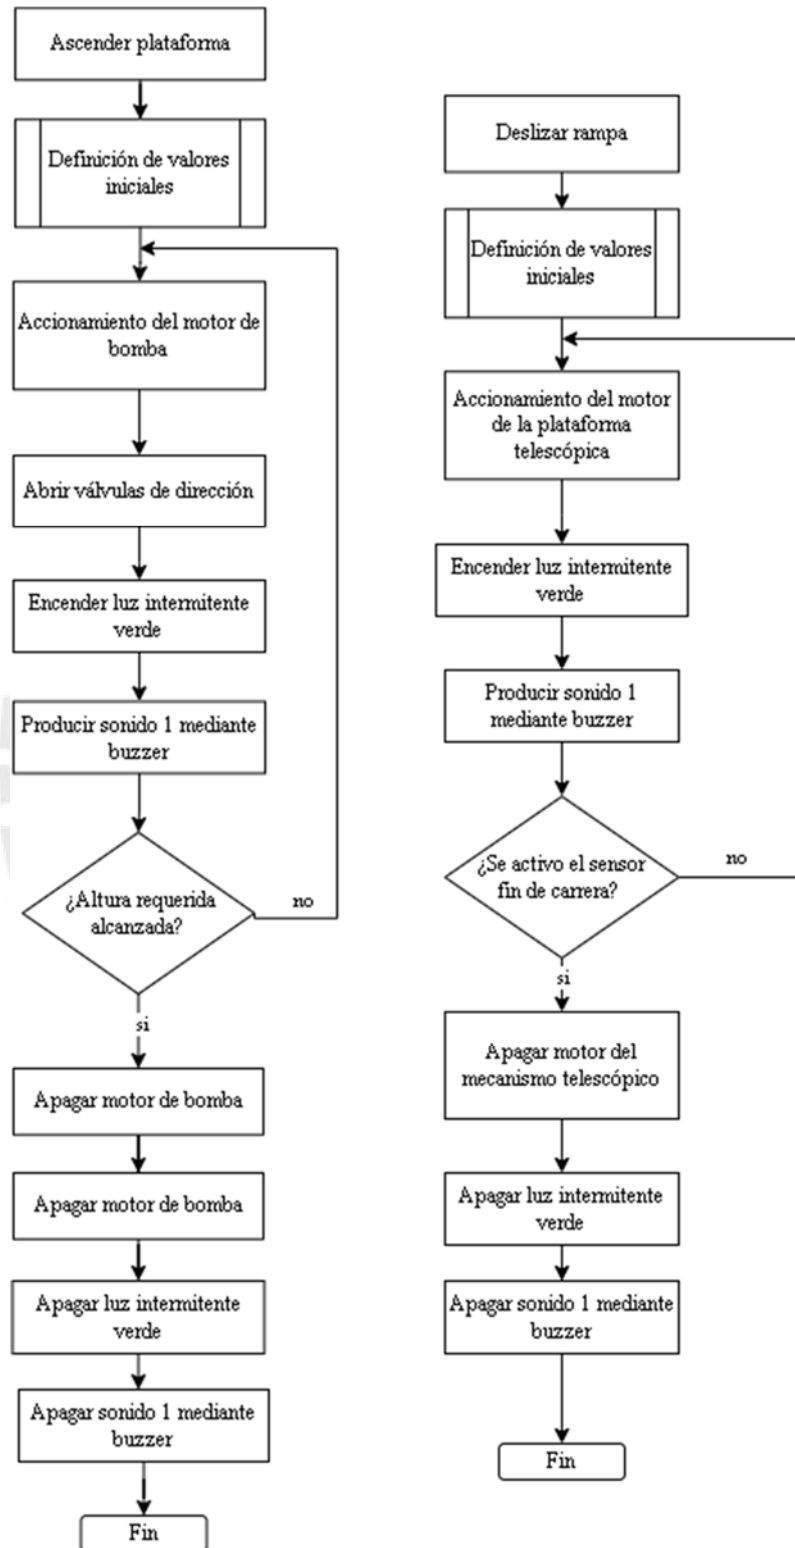 Ascender plataforma
Definición de valores
iniciales
Accionamiento del motor de
bomba
Abrir válvulas de dirección
Encender luz intermitente
verde
Producir sonido 1 mediante
buzzer
¿Altura requerida
alcanzada?
no
si
Apagar motor de bomba
Apagar motor de bomba
Apagar luz intermitente
verde
Apagar sonido 1 mediante
buzzer
Fin
Deslizar rampa
Definición de valores
iniciales
Accionamiento del motor
de la plataforma
telescópica
Encender luz intermitente
verde
Producir sonido 1
mediante buzzer
¿Se activo el sensor
fin de carrera?
no
si
Apagar motor del
mecanismo telescópico
Apagar luz intermitente
verde
Apagar sonido 1 mediante
buzzer
Fin